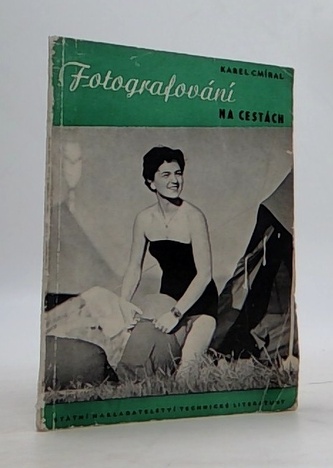 KAREL CMÍRAL
Fotografování
NA CESTÁCH
STÁTNÍ NAKLADATELSTVÍ TECHNICKÉ LITERATURY